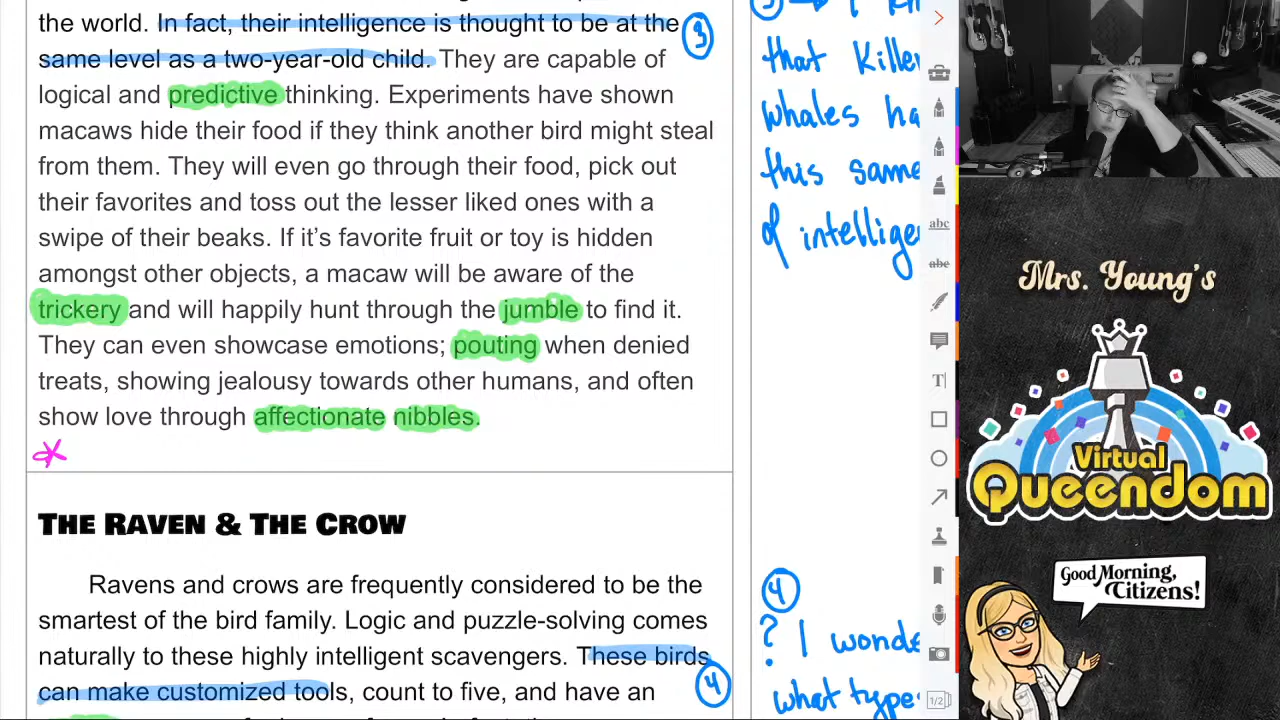 the world. In fact, their intelligence is thought to be at the
same level as a two-year-old child. They are capable of
logical and predictive thinking. Experiments have shown
macaws hide their food if they think another bird might steal
from them. They will even go through their food, pick out
their favorites and toss out the lesser liked ones with a
swipe of their beaks. If it's favorite fruit or toy is hidden
amongst other objects, a macaw will be aware of the
trickery and will happily hunt through the jumble to find it.
They can even showcase emotions; pouting when denied
treats, showing jealousy towards other humans, and often
show love through affectionate nibbles.
THE RAVEN & THE CROW
Ravens and crows are frequently considered to be the
smartest of the bird family. Logic and puzzle-solving comes
naturally to these highly intelligent scavengers. These birds
can make customized tools, count to five, and have an
3
4
that Killer
whales ha
this same
of intellige
4
? I wonde
what type
abc
abc
T
1/2
Mrs. Young's
Virtual
Queendom
Good Morning,
Citizens!